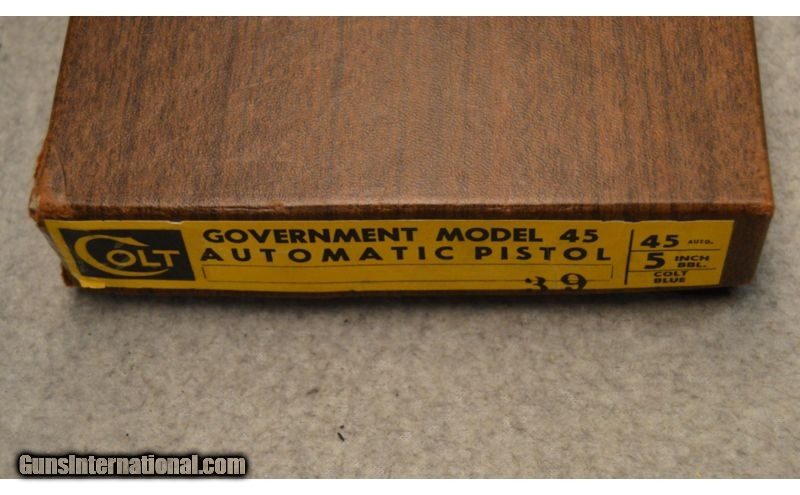 COLT
GOVERNMENT MODEL 45
AUTOMATIC PISTOL
39
45 AUTO.
5 INCH BBL.
COLT BLUE
GunsInternational.com